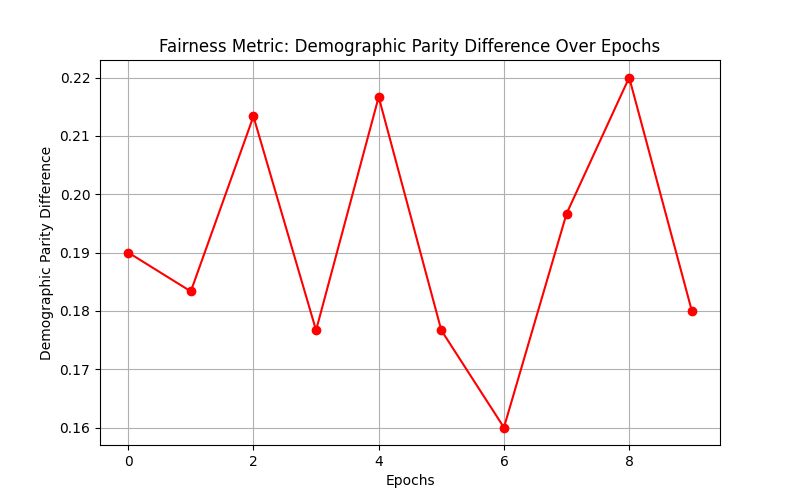 Fairness Metric: Demographic Parity Difference Over Epochs
0.22
0.21
0.20
0.19
0.18
0.17
0.16
Demographic Parity Difference
0 2 4 6 8
Epochs